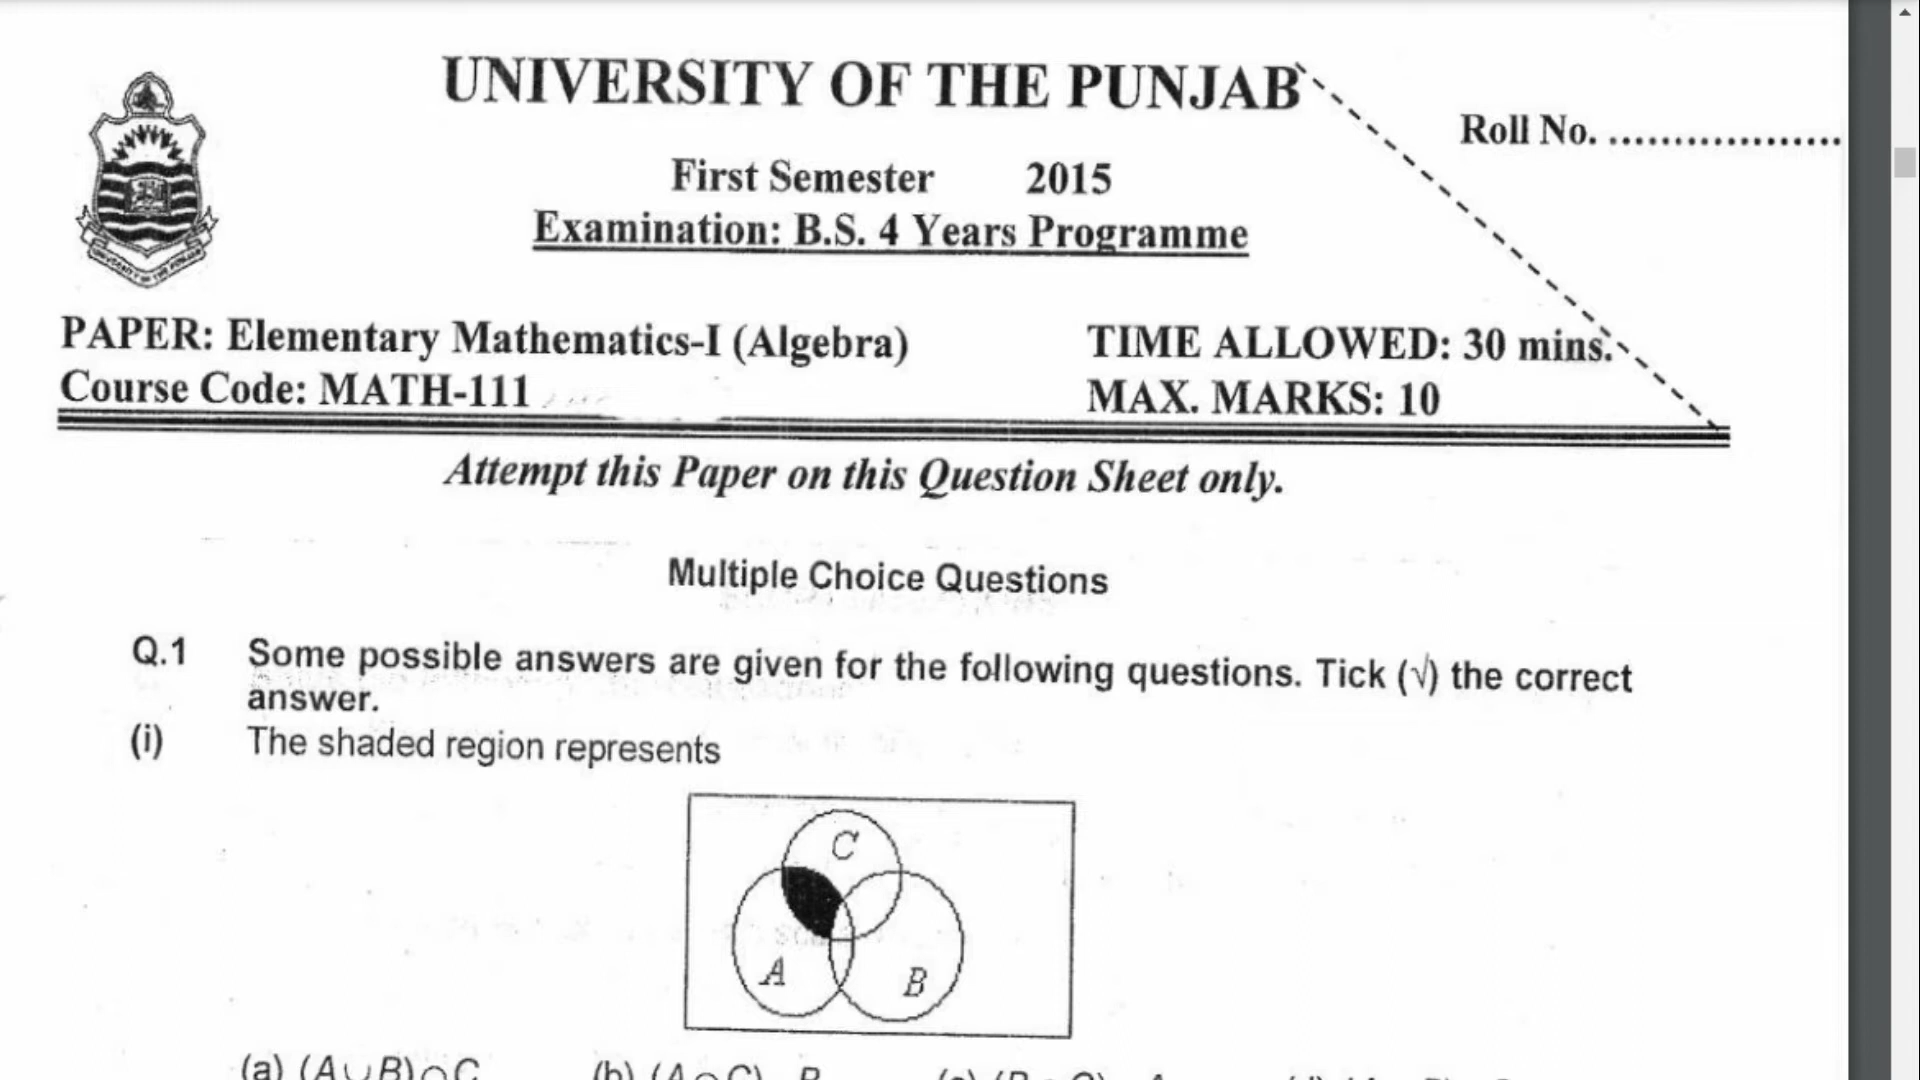 UNIVERSITY OF THE PUNJAB
Roll No. ..................
First Semester 2015
Examination: B.S. 4 Years Programme
PAPER: Elementary Mathematics-I (Algebra)
TIME ALLOWED: 30 mins.
Course Code: MATH-111
MAX. MARKS: 10
Attempt this Paper on this Question Sheet only.
Multiple Choice Questions
Q.1 Some possible answers are given for the following questions. Tick (√) the correct
answer.
(i) The shaded region represents
C
A
B
(a) (A∪B)∩C (b) (A∩C)